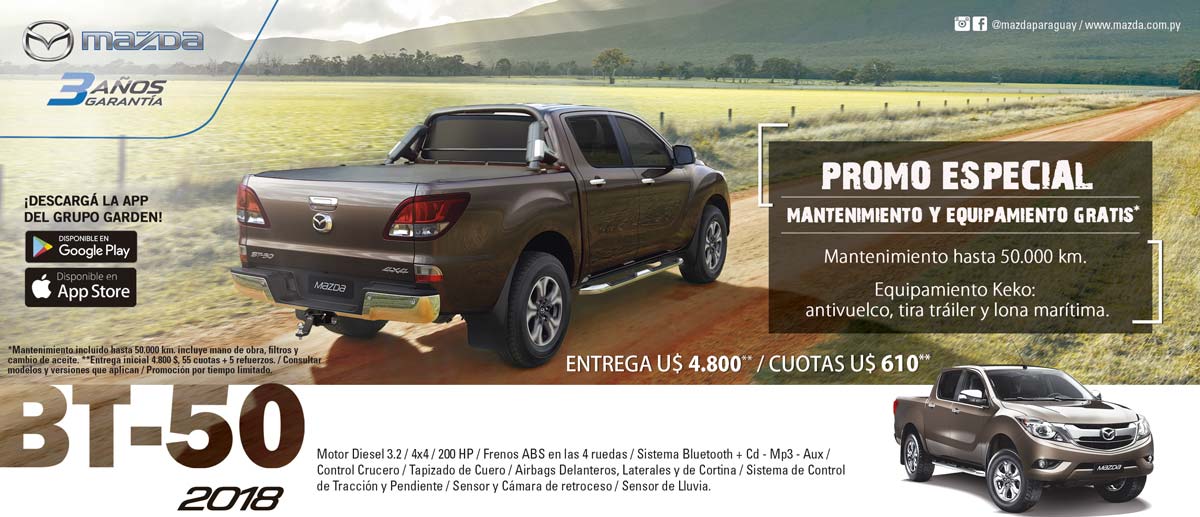 mazda
3 AÑOS
GARANTÍA
@mazdaparaguay / www.mazda.com.py
¡DESCARGÁ LA APP
DEL GRUPO GARDEN!
DISPONIBLE EN
Google Play
Disponible en
App Store
BT-50
4X4
MAZDA
PROMO ESPECIAL
MANTENIMIENTO Y EQUIPAMIENTO GRATIS*
Mantenimiento hasta 50.000 km.
Equipamiento Keko:
antivuelco, tira tráiler y lona marítima.
*Mantenimiento incluido hasta 50.000 km. incluye mano de obra, filtros y
cambio de aceite. **Entrega inicial 4.800 $, 55 cuotas + 5 refuerzos. / Consultar
modelos y versiones que aplican / Promoción por tiempo limitado.
ENTREGA U$ 4.800** / CUOTAS U$ 610**
BT-50
2018
Motor Diesel 3.2 / 4x4 / 200 HP / Frenos ABS en las 4 ruedas / Sistema Bluetooth + Cd - Mp3 - Aux /
Control Crucero / Tapizado de Cuero / Airbags Delanteros, Laterales y de Cortina / Sistema de Control
de Tracción y Pendiente / Sensor y Cámara de retroceso / Sensor de Lluvia.
MAZDA